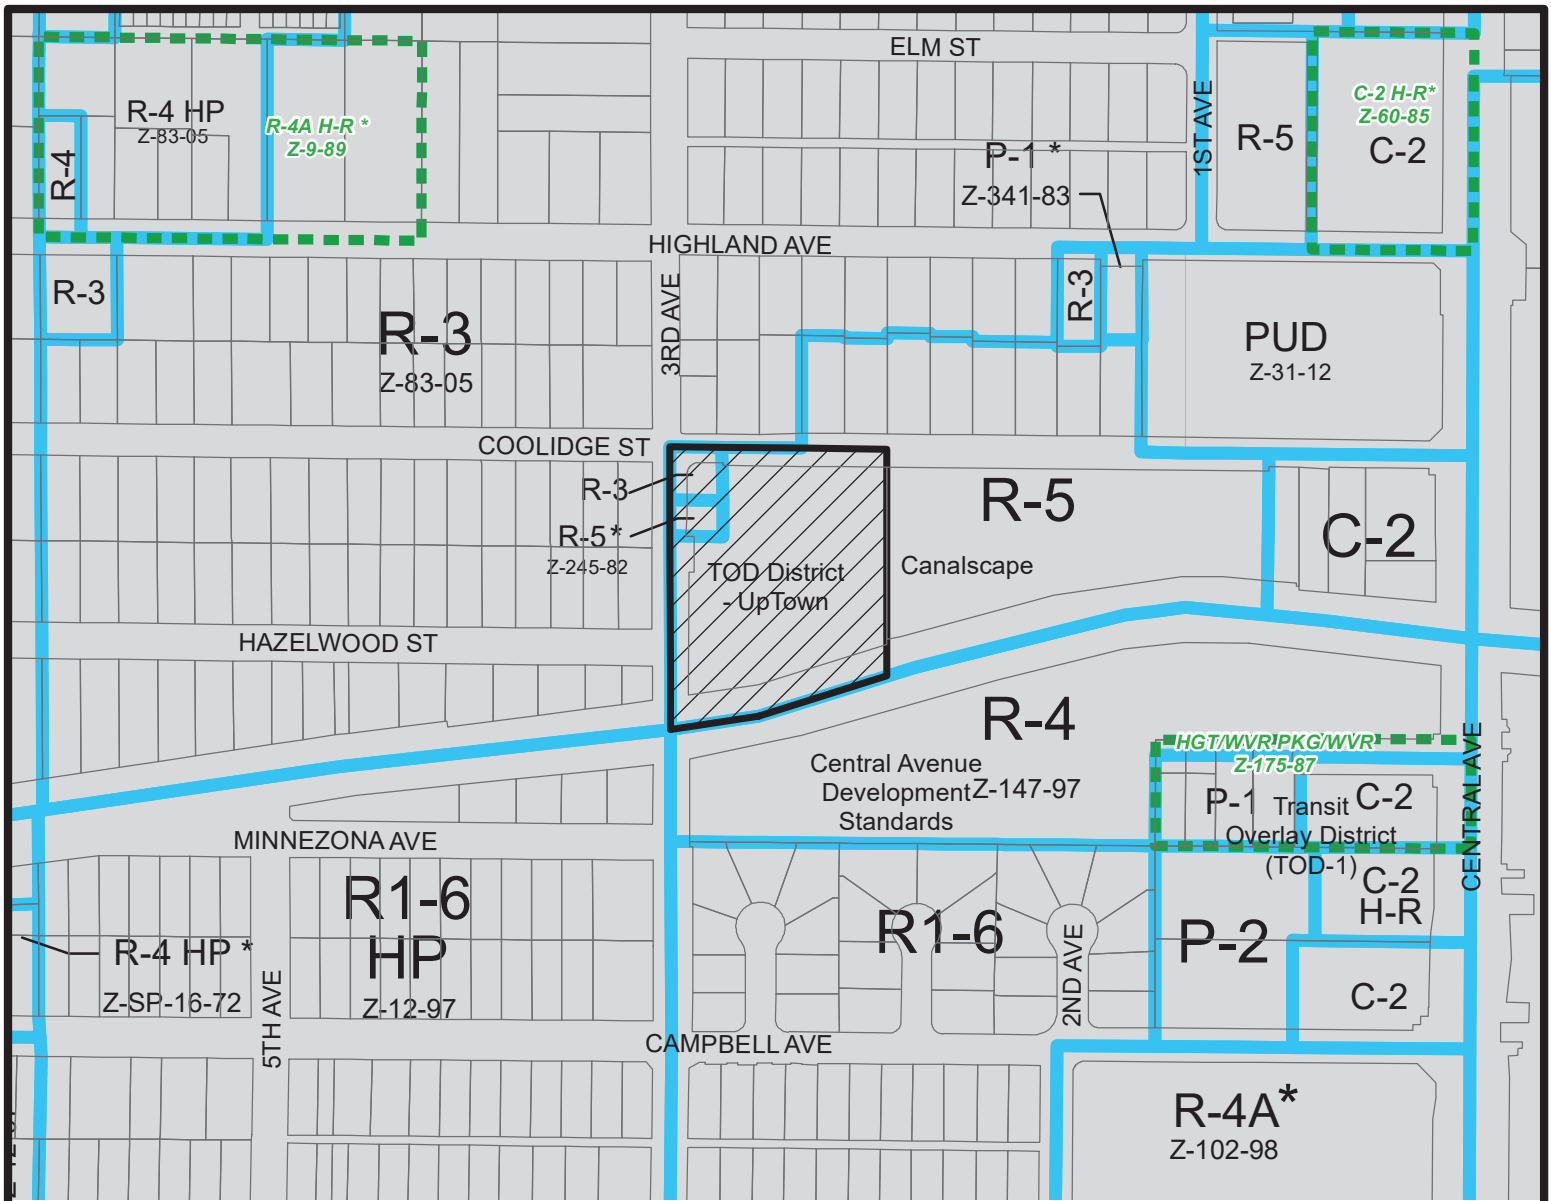 ELM ST
R-4 HP
Z-83-05
R-4A H-R *
Z-9-89
R-4
P-1 *
Z-341-83
1ST AVE
R-5
C-2 H-R*
Z-60-85
C-2
HIGHLAND AVE
R-3
R-3
Z-83-05
3RD AVE
R-3
PUD
Z-31-12
COOLIDGE ST
R-3
R-5*
Z-245-82
TOD District
- UpTown
R-5
Canalscape
C-2
HAZELWOOD ST
R-4
Central Avenue
Development
Standards
Z-147-97
HGT/WVR PKG/WVR
Z-175-87
P-1
C-2
Transit
Overlay District
(TOD-1)
CENTRAL AVE
MINNEZONA AVE
R1-6
HP
Z-12-97
R1-6
C-2
H-R
P-2
C-2
R-4 HP *
Z-SP-16-72
5TH AVE
2ND AVE
CAMPBELL AVE
R-4A*
Z-102-98